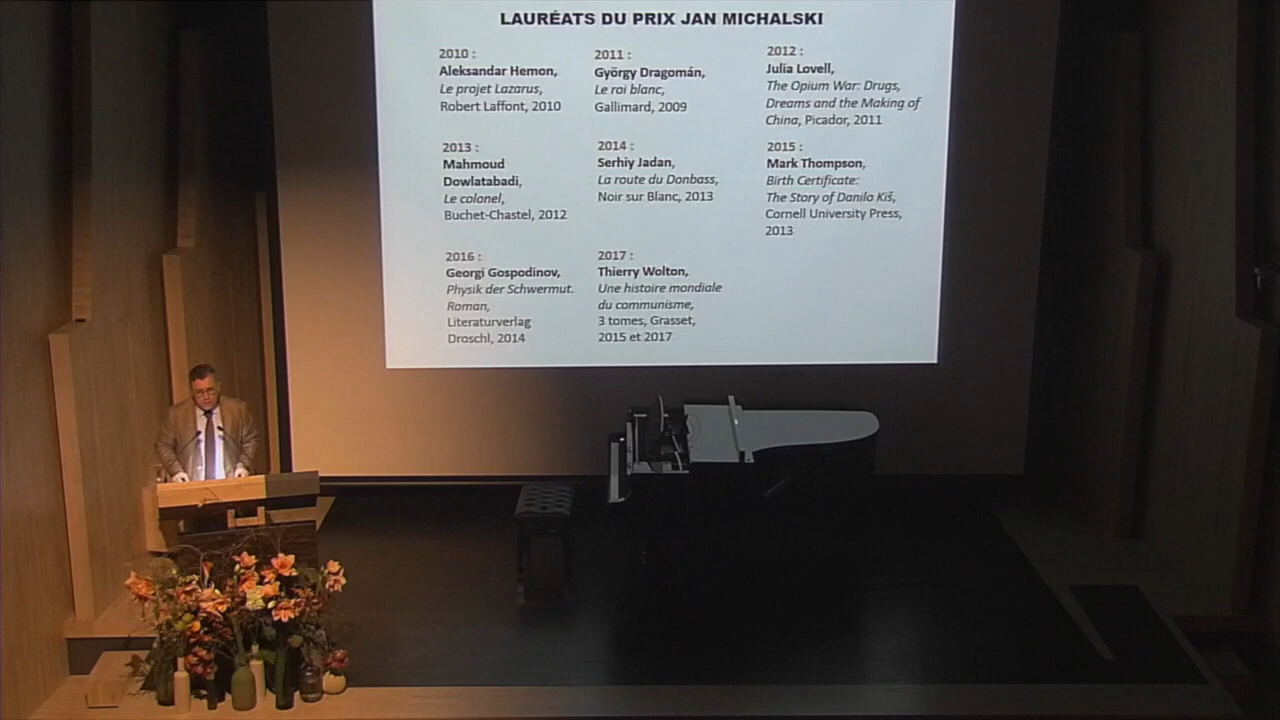 LAURÉATS DU PRIX JAN MICHALSKI
2010 :
Aleksandar Hemon,
Le projet Lazarus,
Robert Laffont, 2010
2011 :
György Dragomán,
Le roi blanc,
Gallimard, 2009
2012 :
Julia Lovell,
The Opium War: Drugs,
Dreams and the Making of
China, Picador, 2011
2013 :
Mahmoud
Dowlatabadi,
Le colonel,
Buchet-Chastel, 2012
2014 :
Serhiy Jadan,
La route du Donbass,
Noir sur Blanc, 2013
2015 :
Mark Thompson,
Birth Certificate:
The Story of Danilo Kiš,
Cornell University Press,
2013
2016 :
Georgi Gospodinov,
Physik der Schwermut.
Roman,
Literaturverlag
Droschl, 2014
2017 :
Thierry Wolton,
Une histoire mondiale
du communisme,
3 tomes, Grasset,
2015 et 2017